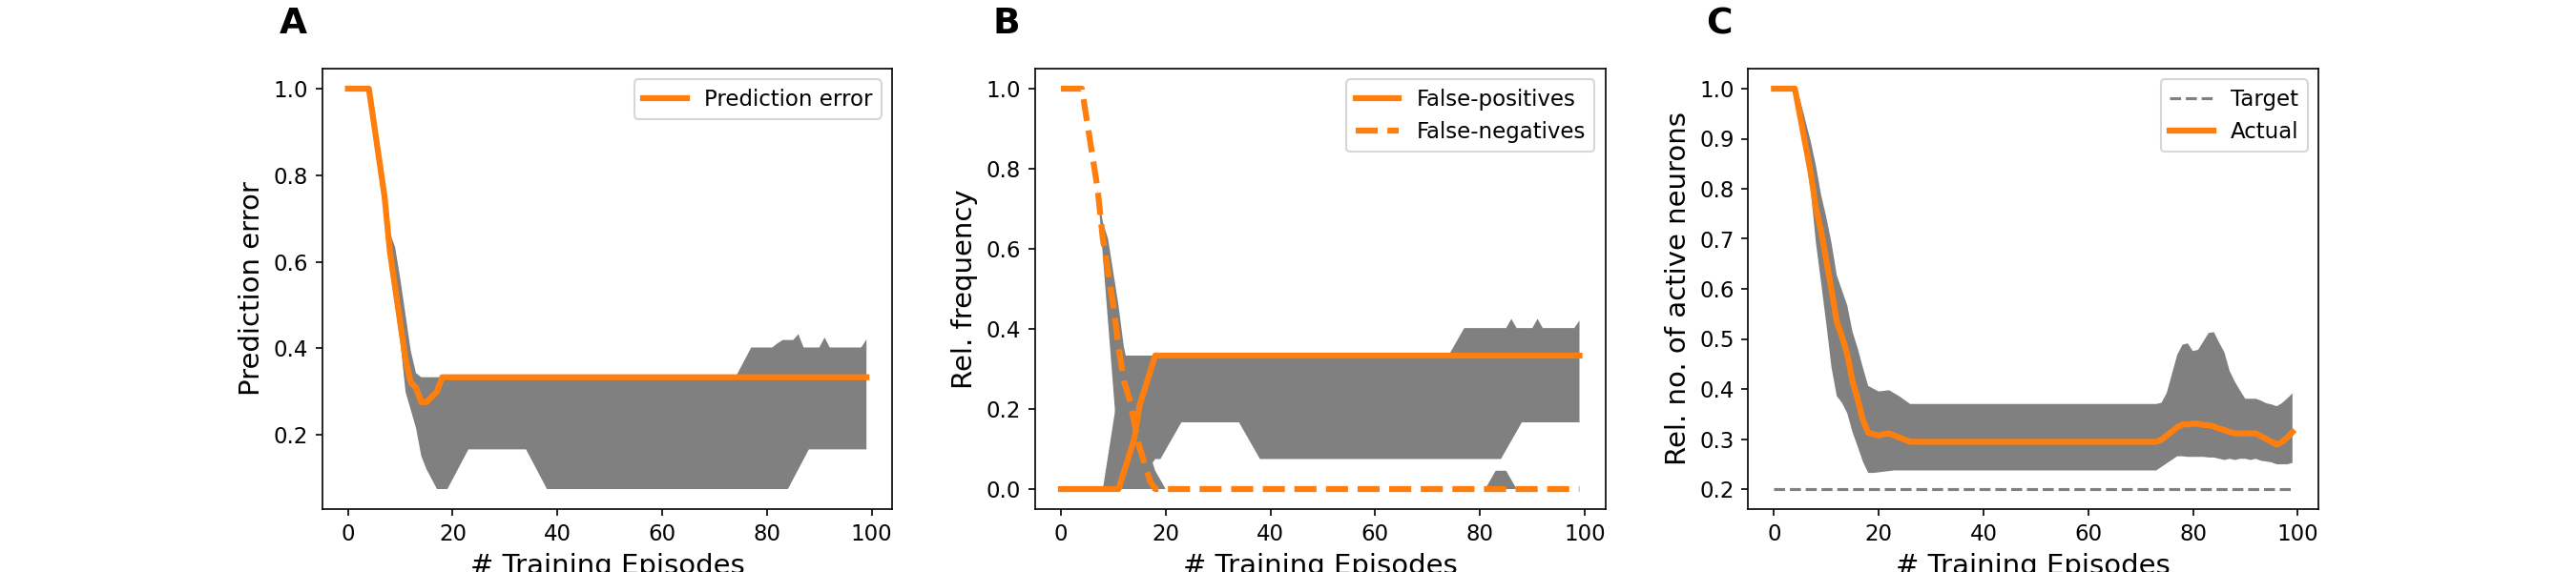 A
Prediction error
1.0
0.8
0.6
0.4
0.2
Prediction error
0 20 40 60 80 100
# Training Episodes
B
Rel. frequency
1.0
0.8
0.6
0.4
0.2
0.0
False-positives
False-negatives
0 20 40 60 80 100
# Training Episodes
C
Rel. no. of active neurons
1.0
0.9
0.8
0.7
0.6
0.5
0.4
0.3
0.2
Target
Actual
0 20 40 60 80 100
# Training Episodes